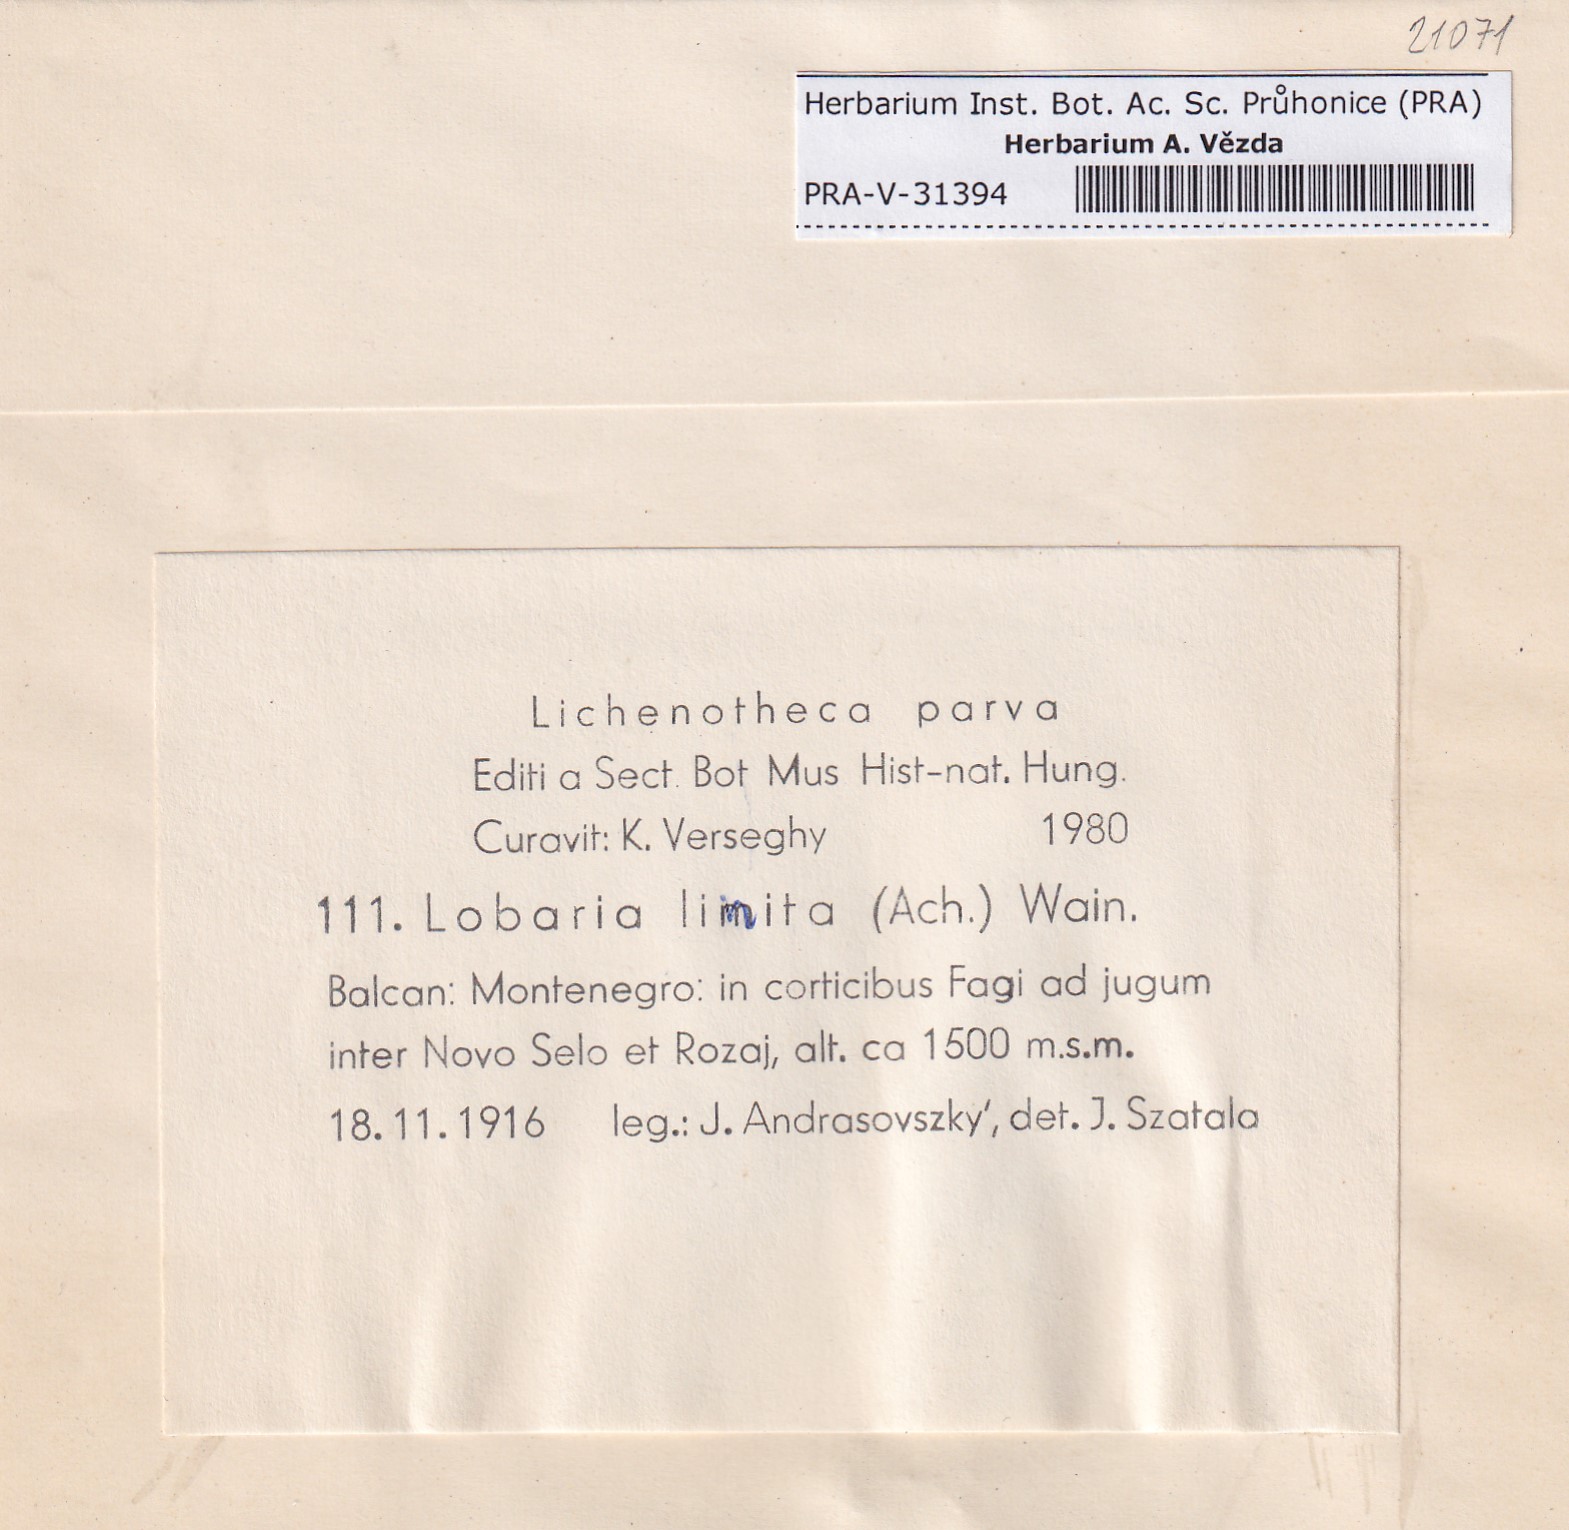 21071
Herbarium Inst. Bot. Ac. Sc. Průhonice (PRA)
Herbarium A. Vězda
PRA-V-31394
Lichenotheca parva
Editi a Sect. Bot Mus Hist-nat. Hung.
Curavit: K. Verseghy 1980
111. Lobaria linita (Ach.) Wain.
Balcan: Montenegro: in corticibus Fagi ad jugum
inter Novo Selo et Rozaj, alt. ca 1500 m.s.m.
18.11.1916 leg.: J. Andrasovszky', det. J. Szatala